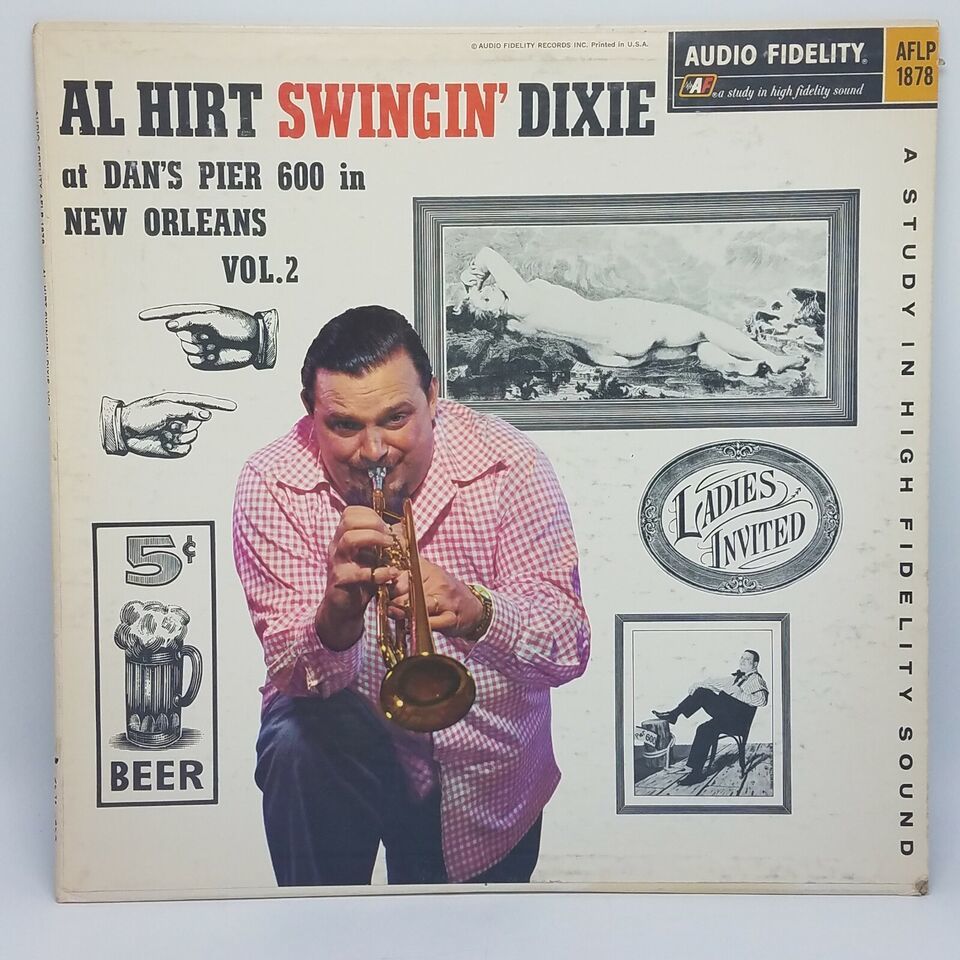 © AUDIO FIDELITY RECORDS INC. Printed in U.S.A.
AUDIO FIDELITY®
AF ® a study in high fidelity sound
AFLP
1878
AL HIRT SWINGIN' DIXIE
at DAN'S PIER 600 in
NEW ORLEANS
VOL.2
A STUDY IN HIGH FIDELITY SOUND
LADIES
INVITED
5¢
BEER
600